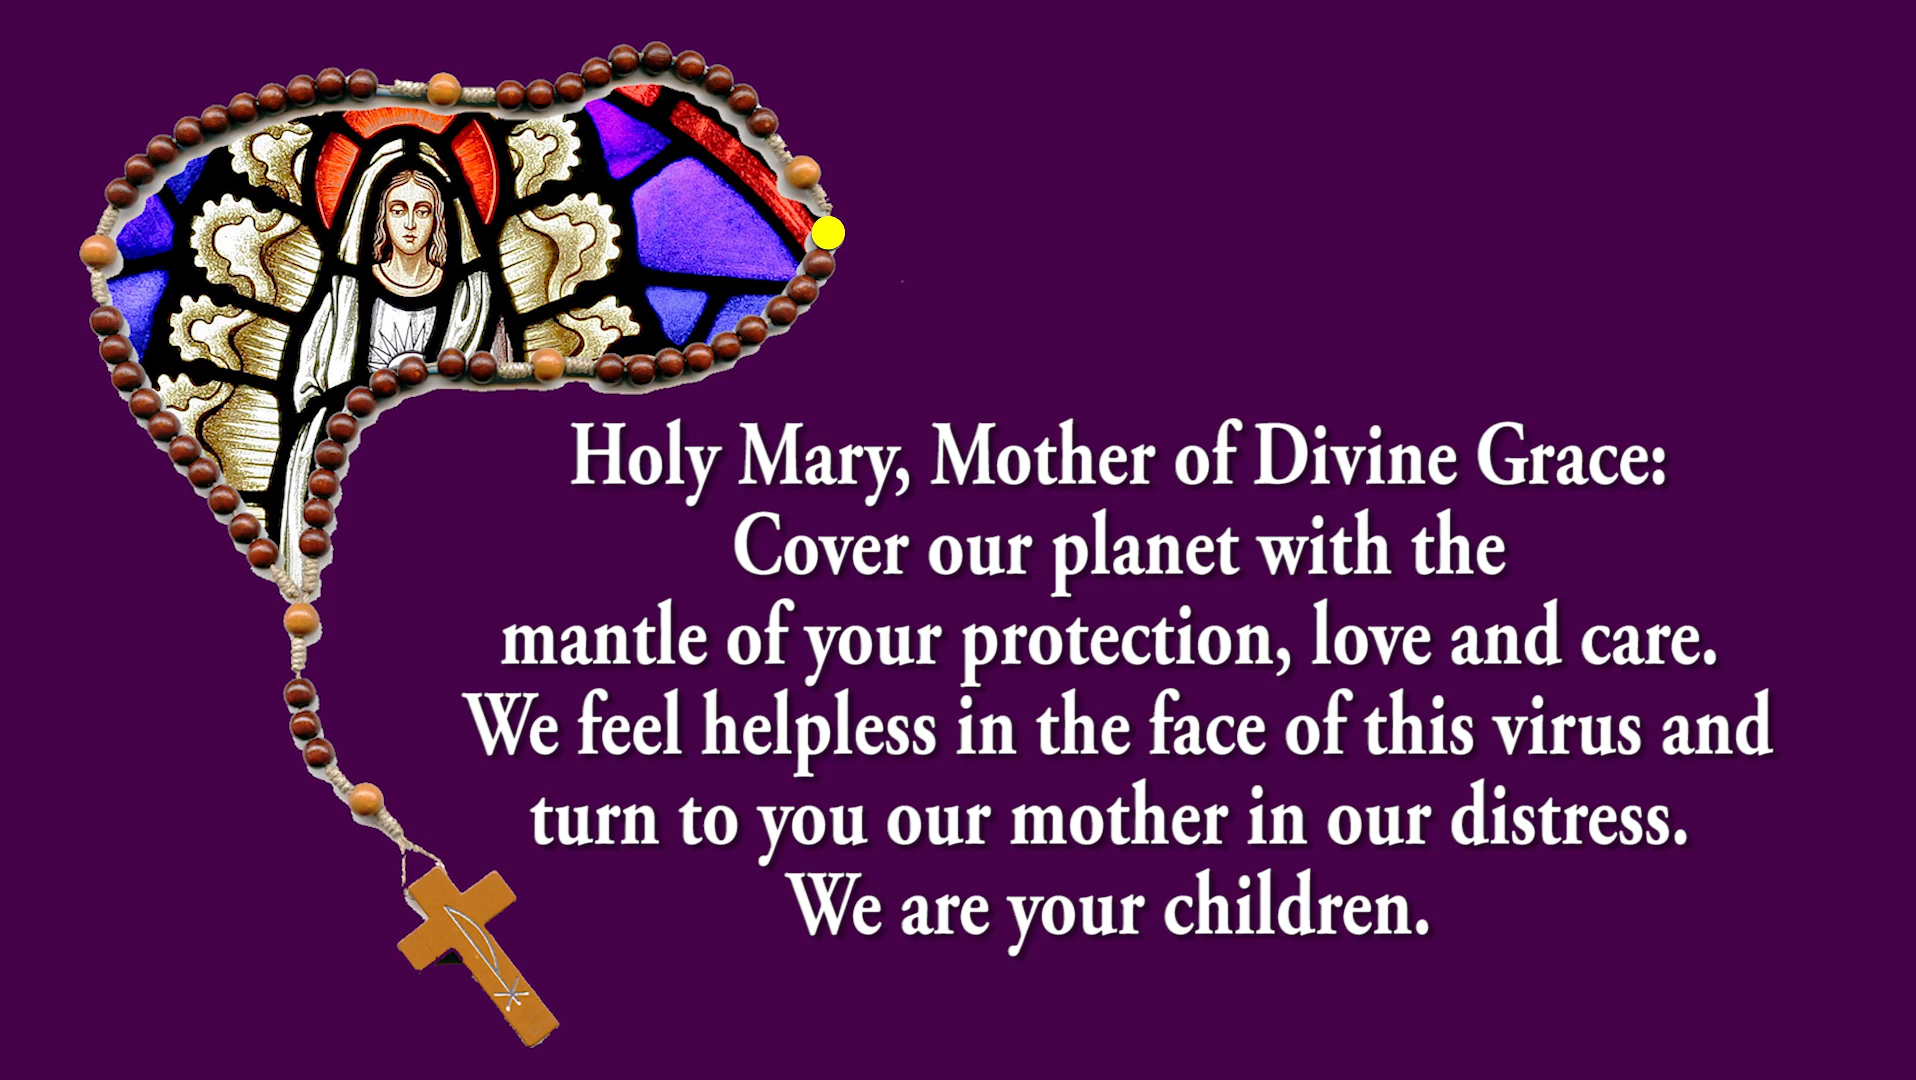 Holy Mary, Mother of Divine Grace:
Cover our planet with the
mantle of your protection, love and care.
We feel helpless in the face of this virus and
turn to you our mother in our distress.
We are your children.